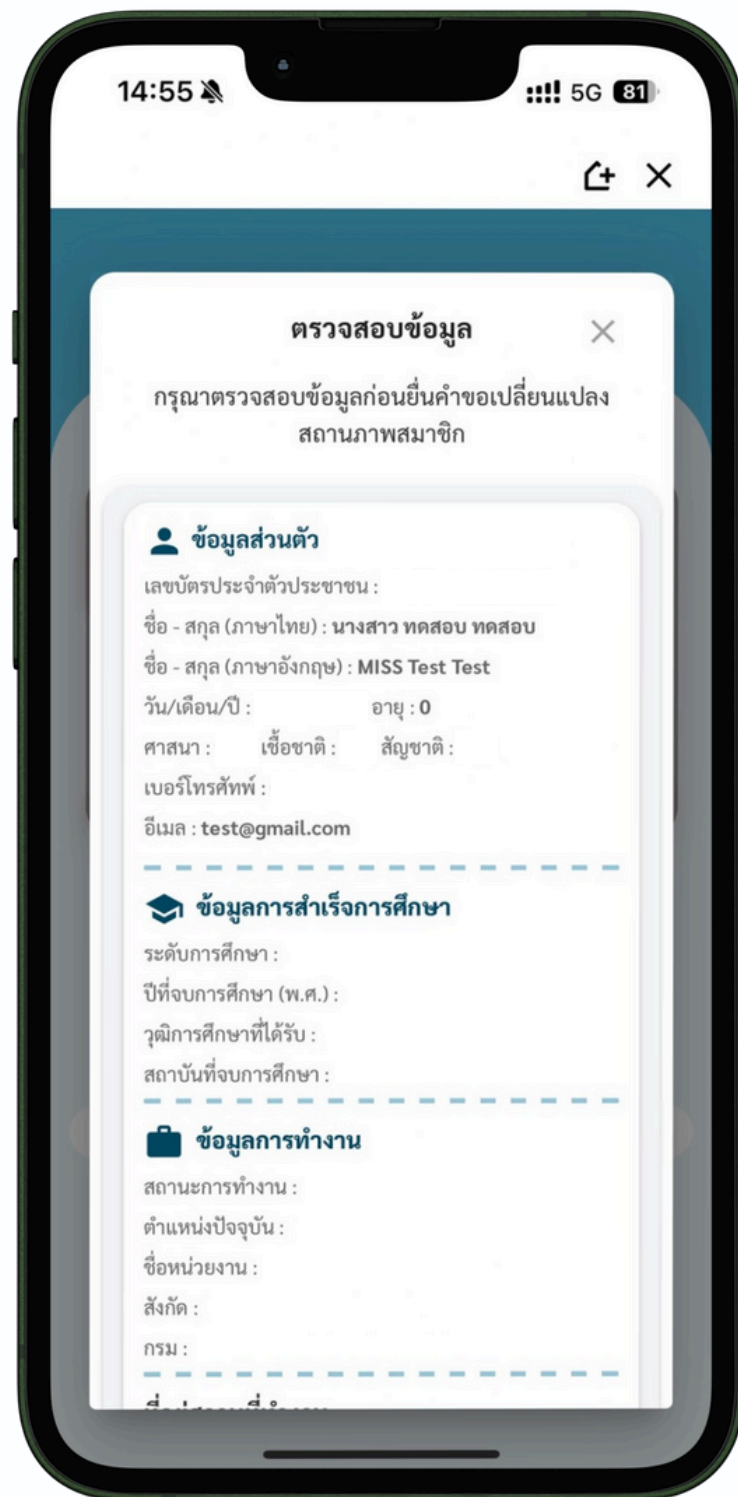 14:55
5G 81
ตรวจสอบข้อมูล
กรุณาตรวจสอบข้อมูลก่อนยื่นคำขอเปลี่ยนแปลง
สถานภาพสมาชิก
ข้อมูลส่วนตัว
เลขบัตรประจำตัวประชาชน :
ชื่อ - สกุล (ภาษาไทย) : นางสาว ทดสอบ ทดสอบ
ชื่อ - สกุล (ภาษาอังกฤษ) : MISS Test Test
วัน/เดือน/ปี : อายุ : 0
ศาสนา : เชื้อชาติ : สัญชาติ :
เบอร์โทรศัทพ์ :
อีเมล : test@gmail.com
ข้อมูลการสำเร็จการศึกษา
ระดับการศึกษา :
ปีที่จบการศึกษา (พ.ศ.) :
วุฒิการศึกษาที่ได้รับ :
สถาบันที่จบการศึกษา :
ข้อมูลการทำงาน
สถานะการทำงาน :
ตำแหน่งปัจจุบัน :
ชื่อหน่วยงาน :
สังกัด :
กรม :